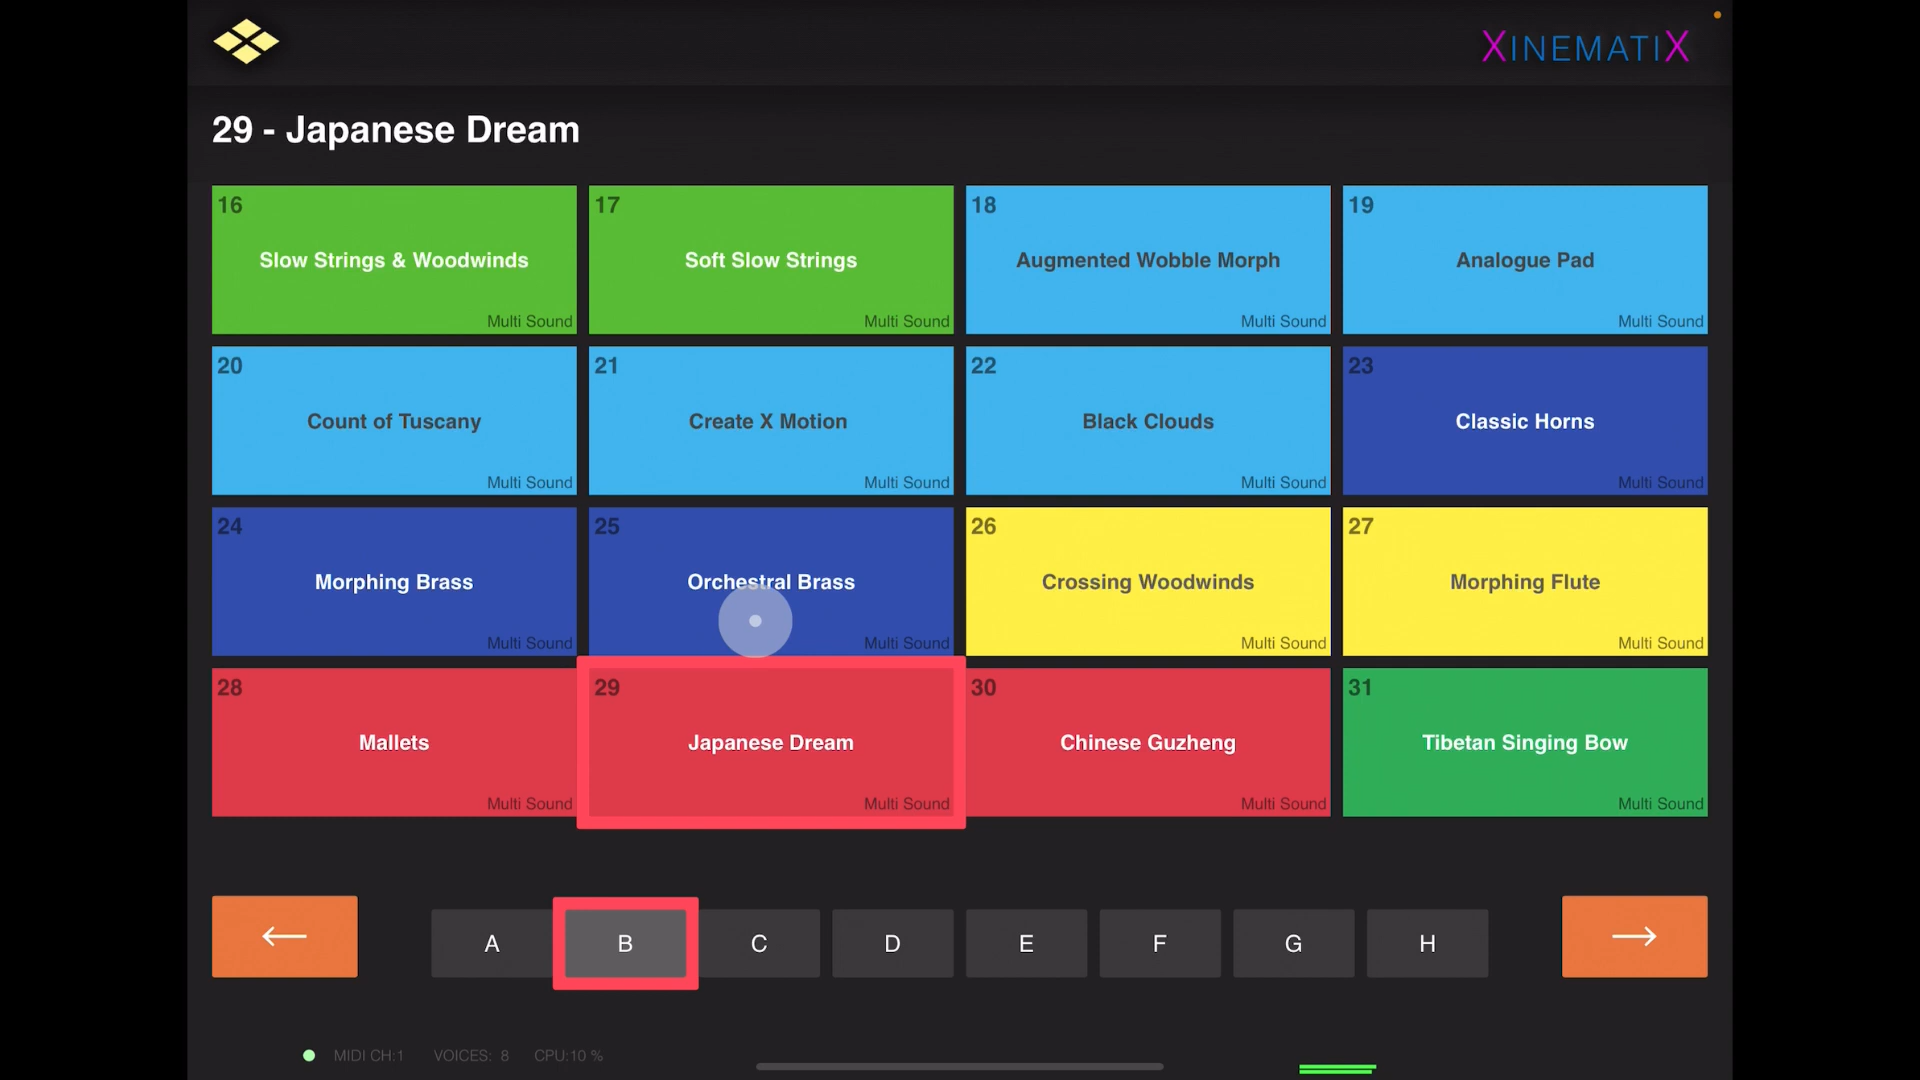 XINEMATIX
29 - Japanese Dream
16
Slow Strings & Woodwinds
Multi Sound
17
Soft Slow Strings
Multi Sound
18
Augmented Wobble Morph
Multi Sound
19
Analogue Pad
Multi Sound
20
Count of Tuscany
Multi Sound
21
Create X Motion
Multi Sound
22
Black Clouds
Multi Sound
23
Classic Horns
Multi Sound
24
Morphing Brass
Multi Sound
25
Orchestral Brass
Multi Sound
26
Crossing Woodwinds
Multi Sound
27
Morphing Flute
Multi Sound
28
Mallets
Multi Sound
29
Japanese Dream
Multi Sound
30
Chinese Guzheng
Multi Sound
31
Tibetan Singing Bow
Multi Sound
A B C D E F G H
MIDI CH:1 VOICES: 8 CPU:10 %